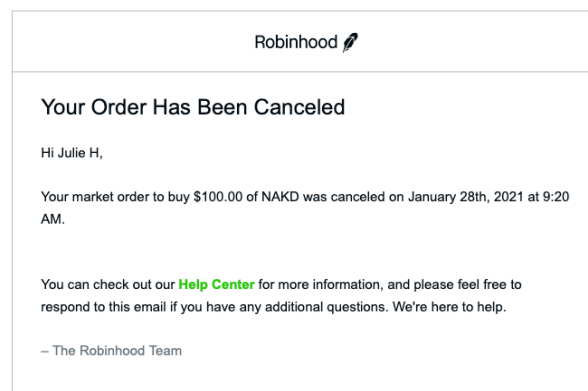 Robinhood
Your Order Has Been Canceled
Hi Julie H,
Your market order to buy $100.00 of NAKD was canceled on January 28th, 2021 at 9:20
AM.
You can check out our Help Center for more information, and please feel free to
respond to this email if you have any additional questions. We're here to help.
– The Robinhood Team